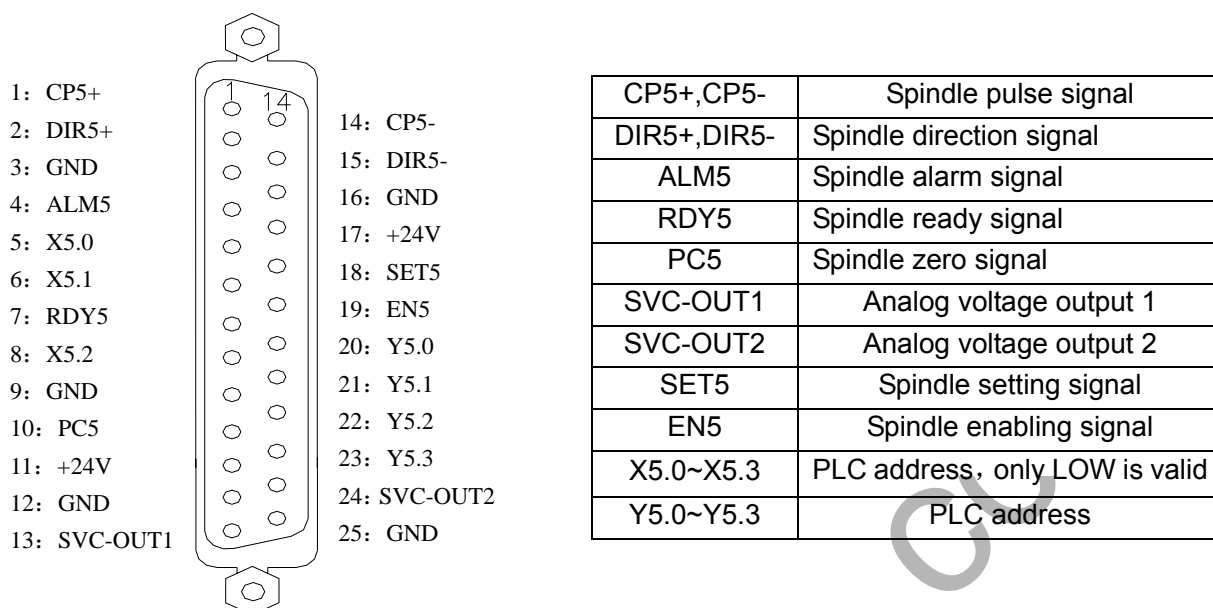 1: CP5+
2: DIR5+
3: GND
4: ALM5
5: X5.0
6: X5.1
7: RDY5
8: X5.2
9: GND
10: PC5
11: +24V
12: GND
13: SVC-OUT1
1
14
14: CP5-
15: DIR5-
16: GND
17: +24V
18: SET5
19: EN5
20: Y5.0
21: Y5.1
22: Y5.2
23: Y5.3
24: SVC-OUT2
25: GND
CP5+,CP5- Spindle pulse signal
DIR5+,DIR5- Spindle direction signal
ALM5 Spindle alarm signal
RDY5 Spindle ready signal
PC5 Spindle zero signal
SVC-OUT1 Analog voltage output 1
SVC-OUT2 Analog voltage output 2
SET5 Spindle setting signal
EN5 Spindle enabling signal
X5.0~X5.3 PLC address，only LOW is valid
Y5.0~Y5.3 PLC address